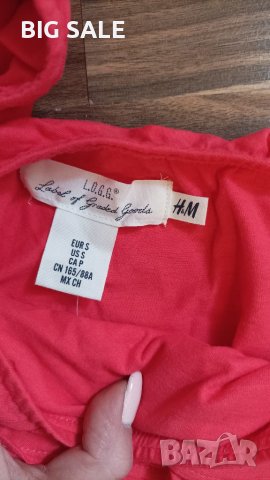 BIG SALE
L.O.G.G.®
Label of Graded Goods
H&M
EUR S
US S
CA P
CN 165/88A
MX CH
BAZAR